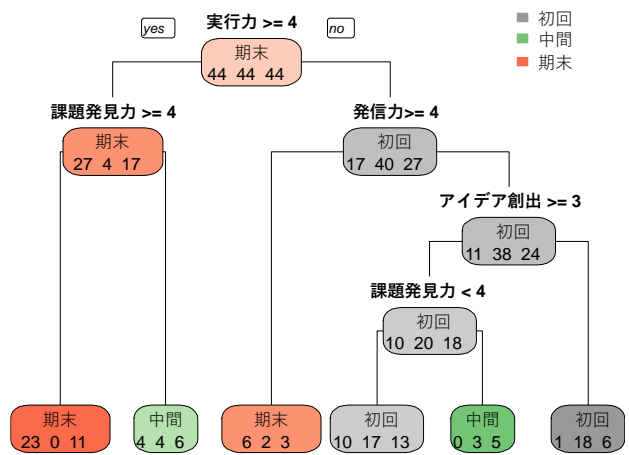 実行力 >= 4
yes
no
初回
中間
期末
期末
44 44 44
課題発見力 >= 4
発信力>= 4
期末
27 4 17
初回
17 40 27
アイデア創出 >= 3
初回
11 38 24
課題発見力 < 4
初回
10 20 18
期末
23 0 11
中間
4 4 6
期末
6 2 3
初回
10 17 13
中間
0 3 5
初回
1 18 6